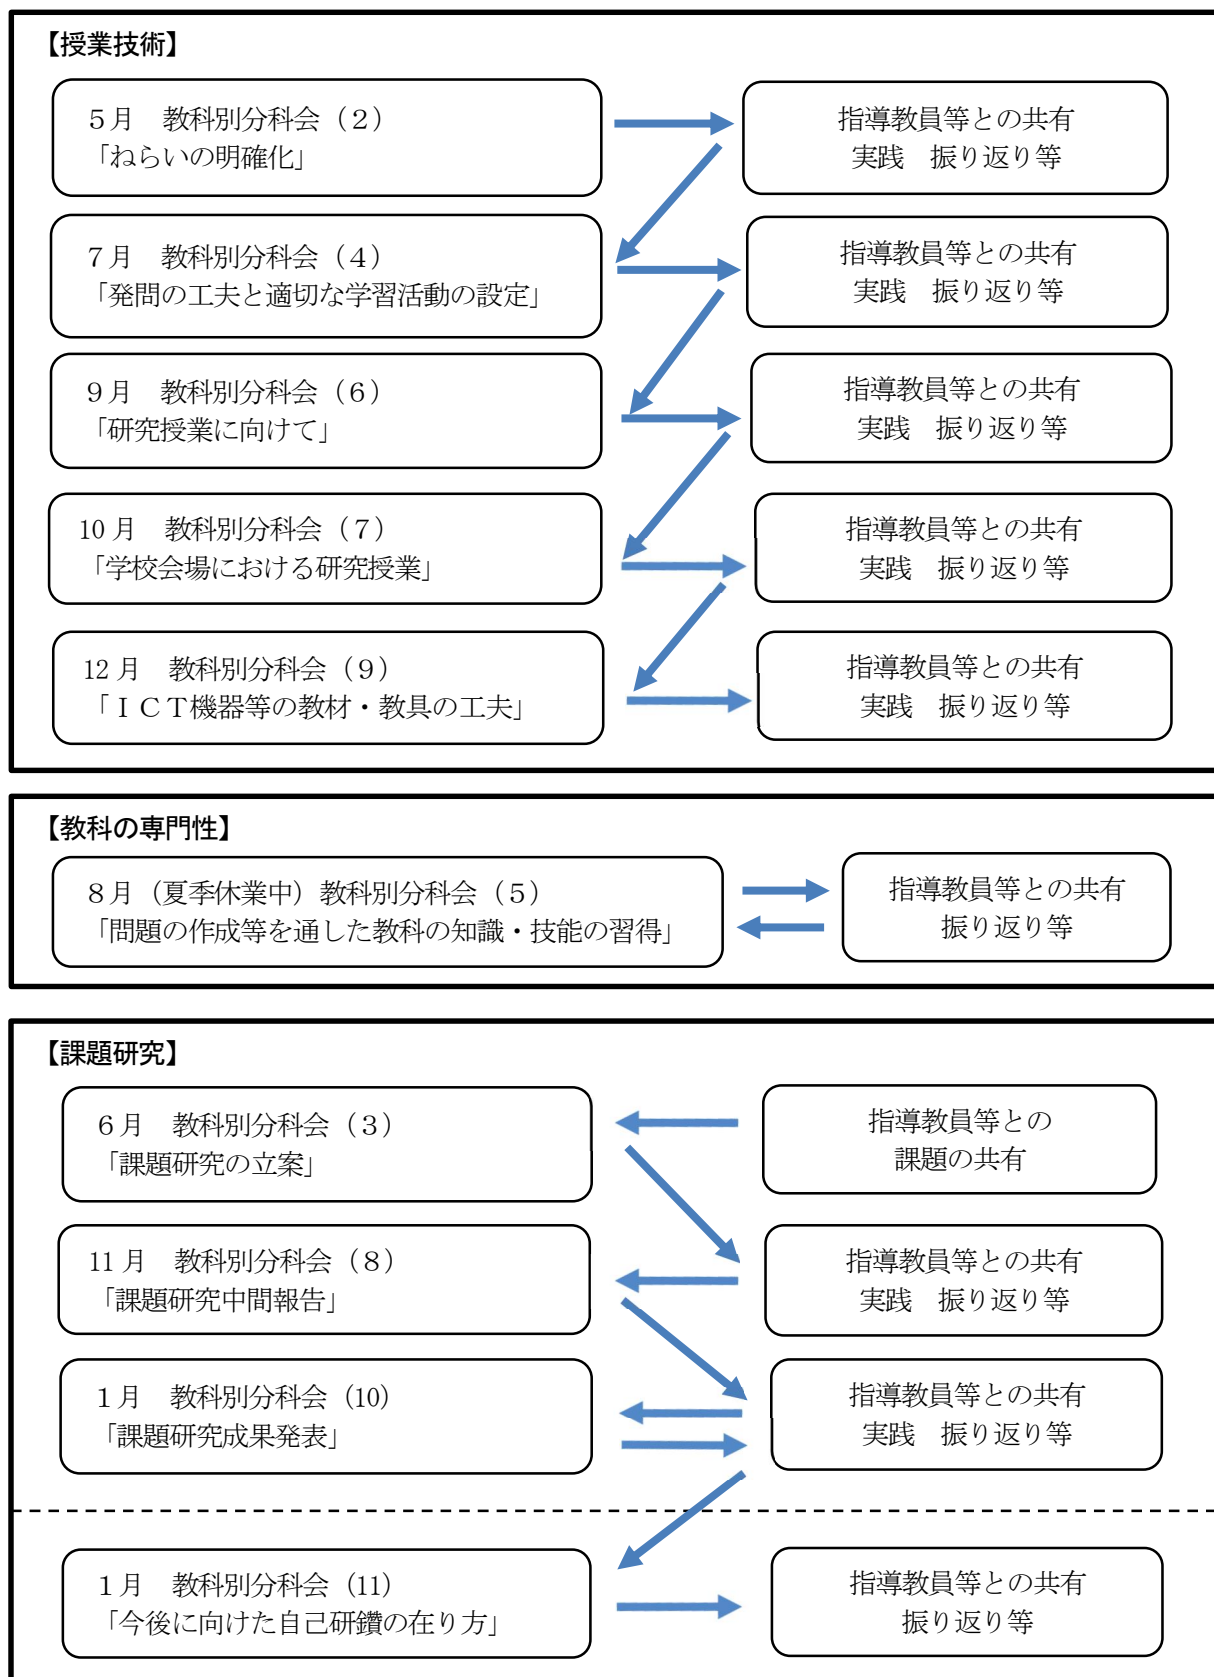 【授業技術】
５月　教科別分科会（２）
「ねらいの明確化」
指導教員等との共有
実践　振り返り等
７月　教科別分科会（４）
「発問の工夫と適切な学習活動の設定」
指導教員等との共有
実践　振り返り等
９月　教科別分科会（６）
「研究授業に向けて」
指導教員等との共有
実践　振り返り等
10 月　教科別分科会（７）
「学校会場における研究授業」
指導教員等との共有
実践　振り返り等
12 月　教科別分科会（９）
「ＩＣＴ機器等の教材・教具の工夫」
指導教員等との共有
実践　振り返り等
【教科の専門性】
８月（夏季休業中）教科別分科会（５）
「問題の作成等を通した教科の知識・技能の習得」
指導教員等との共有
振り返り等
【課題研究】
６月　教科別分科会（３）
「課題研究の立案」
指導教員等との
課題の共有
11 月　教科別分科会（８）
「課題研究中間報告」
指導教員等との共有
実践　振り返り等
１月　教科別分科会（10）
「課題研究成果発表」
指導教員等との共有
実践　振り返り等
１月　教科別分科会（11）
「今後に向けた自己研鑽の在り方」
指導教員等との共有
振り返り等